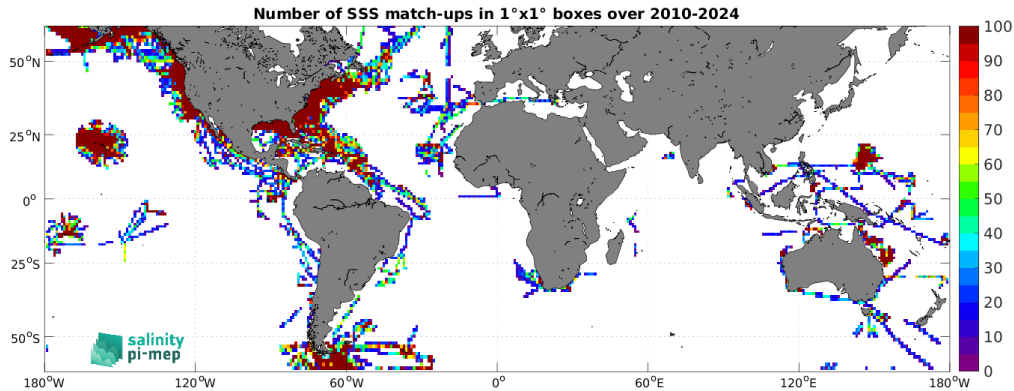 Number of SSS match-ups in 1°x1° boxes over 2010-2024
50°N
25°N
0°
25°S
50°S
180°W 120°W 60°W 0° 60°E 120°E 180°W
100
90
80
70
60
50
40
30
20
10
0
salinity
pi-mep